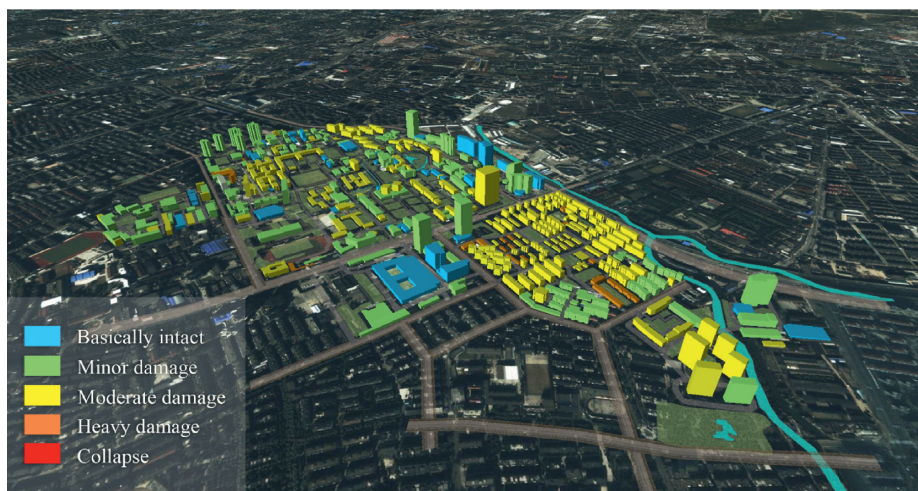 Basically intact
Minor damage
Moderate damage
Heavy damage
Collapse